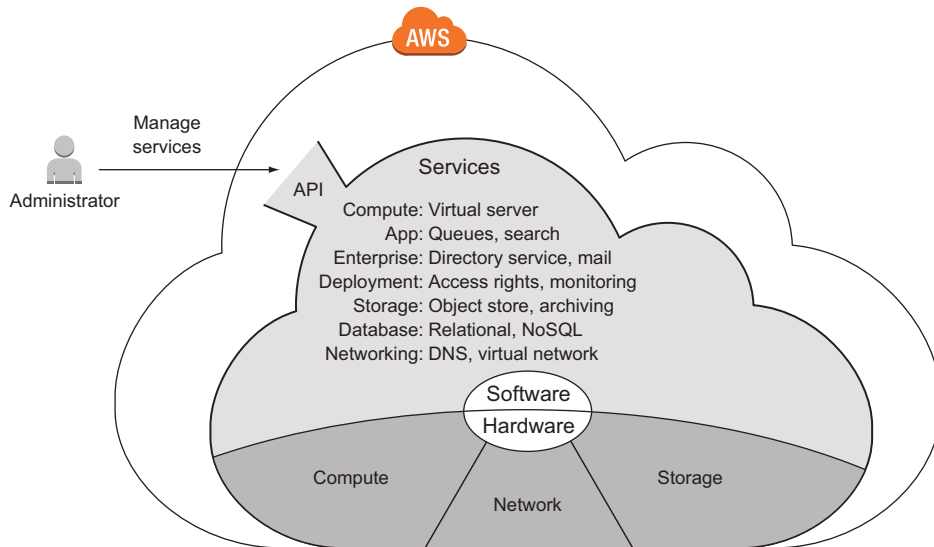 AWS
Manage
services
Administrator
API
Services
Compute: Virtual server
App: Queues, search
Enterprise: Directory service, mail
Deployment: Access rights, monitoring
Storage: Object store, archiving
Database: Relational, NoSQL
Networking: DNS, virtual network
Software
Hardware
Compute
Storage
Network